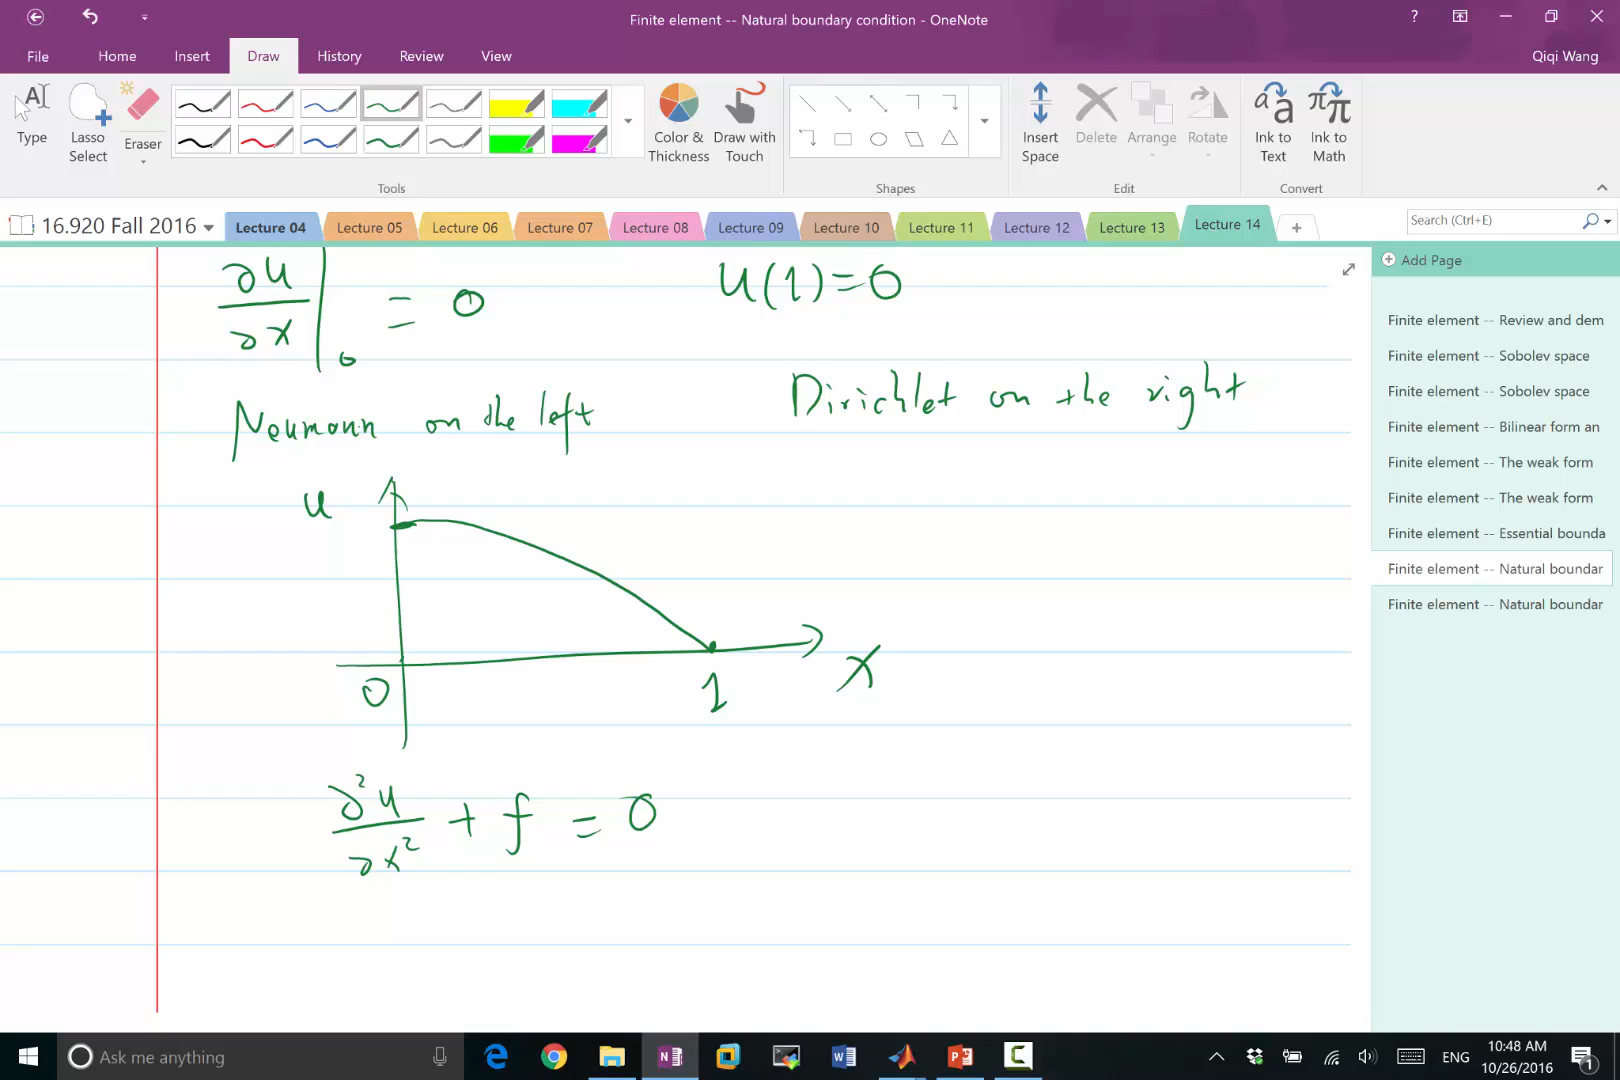 Finite element -- Natural boundary condition - OneNote
?
File Home Insert Draw History Review View
Qiqi Wang
Type
Lasso Select
Eraser
Color & Thickness
Draw with Touch
Insert Space
Delete
Arrange
Rotate
Ink to Text
Ink to Math
Tools
Shapes
Edit
Convert
16.920 Fall 2016
Lecture 04 Lecture 05 Lecture 06 Lecture 07 Lecture 08 Lecture 09 Lecture 10 Lecture 11 Lecture 12 Lecture 13 Lecture 14 +
Search (Ctrl+E)
∂u/∂x |₀ = 0
u(1)=0
Neumann on the left
Dirichlet on the right
u
0
1
x
∂²u/∂x² + f = 0
Add Page
Finite element -- Review and dem
Finite element -- Sobolev space
Finite element -- Sobolev space
Finite element -- Bilinear form an
Finite element -- The weak form
Finite element -- The weak form
Finite element -- Essential bounda
Finite element -- Natural boundar
Finite element -- Natural boundar
Ask me anything
ENG
10:48 AM
10/26/2016
1